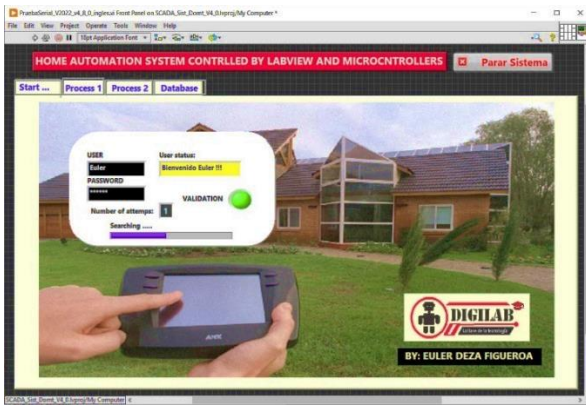 PruebaSerial_V2022_v4_8_0_ingles.vi Front Panel on SCADA_Sist_Domt_V4_0.lvproj/My Computer *
File Edit View Project Operate Tools Window Help
18pt Application Font
HOME AUTOMATION SYSTEM CONTRLLED BY LABVIEW AND MICROCNTROLLERS
Parar Sistema
Start ... Process 1 Process 2 Database
USER User status:
Euler Bienvenido Euler !!!
PASSWORD
******
VALIDATION
Number of attemps: 1
Searching .....
AMX
DIGILAB
BY: EULER DEZA FIGUEROA
SCADA_Sist_Domt_V4_0.lvproj/My Computer